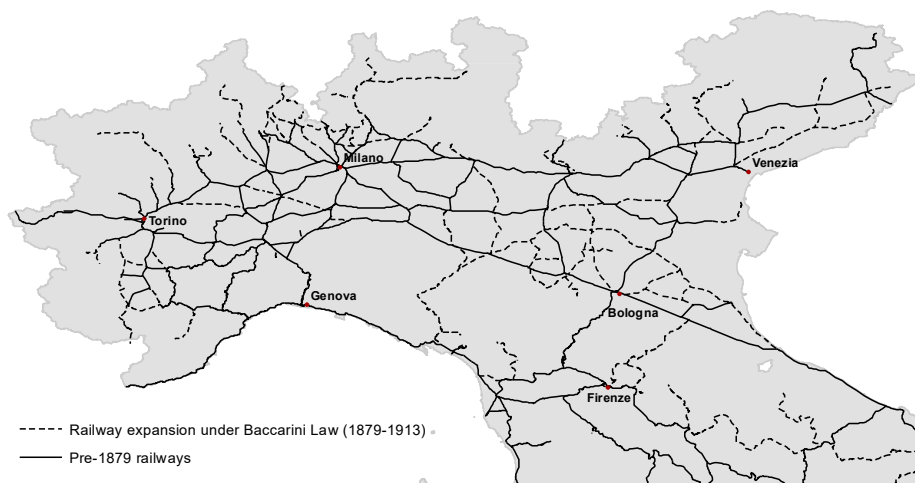 Milano
Venezia
Torino
Genova
Bologna
Firenze
Railway expansion under Baccarini Law (1879-1913)
Pre-1879 railways